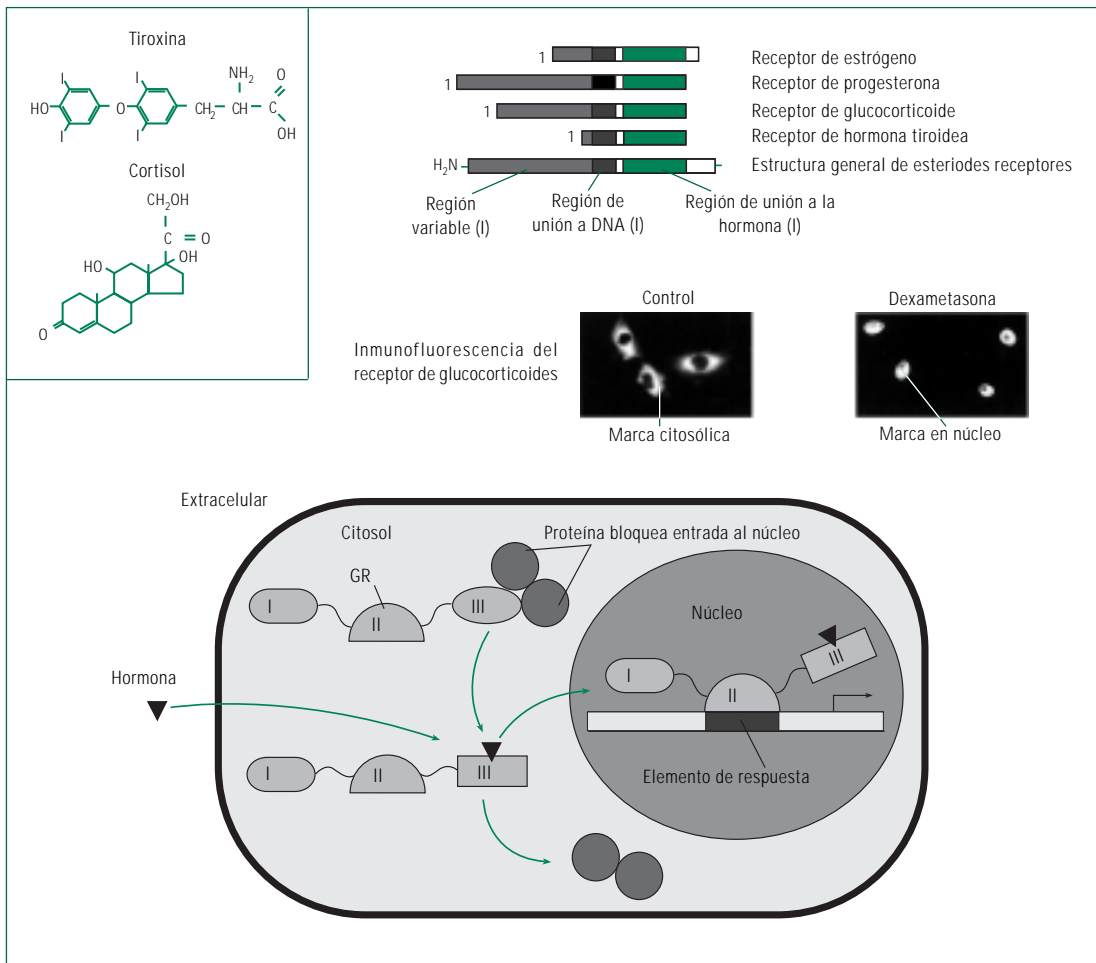 Tiroxina
I
I
NH2
O
HO
O
CH2
CH
C
I
I
OH
Cortisol
CH2OH
C = O
OH
HO
O
1
Receptor de estrógeno
1
Receptor de progesterona
1
Receptor de glucocorticoide
1
Receptor de hormona tiroidea
H2N
Estructura general de esteriodes receptores
Región
variable (I)
Región de
unión a DNA (I)
Región de unión a la
hormona (I)
Control
Dexametasona
Inmunofluorescencia del
receptor de glucocorticoides
Marca citosólica
Marca en núcleo
Extracelular
Citosol
Proteína bloquea entrada al núcleo
GR
I
II
III
Núcleo
I
II
III
Hormona
Elemento de respuesta
I
II
III